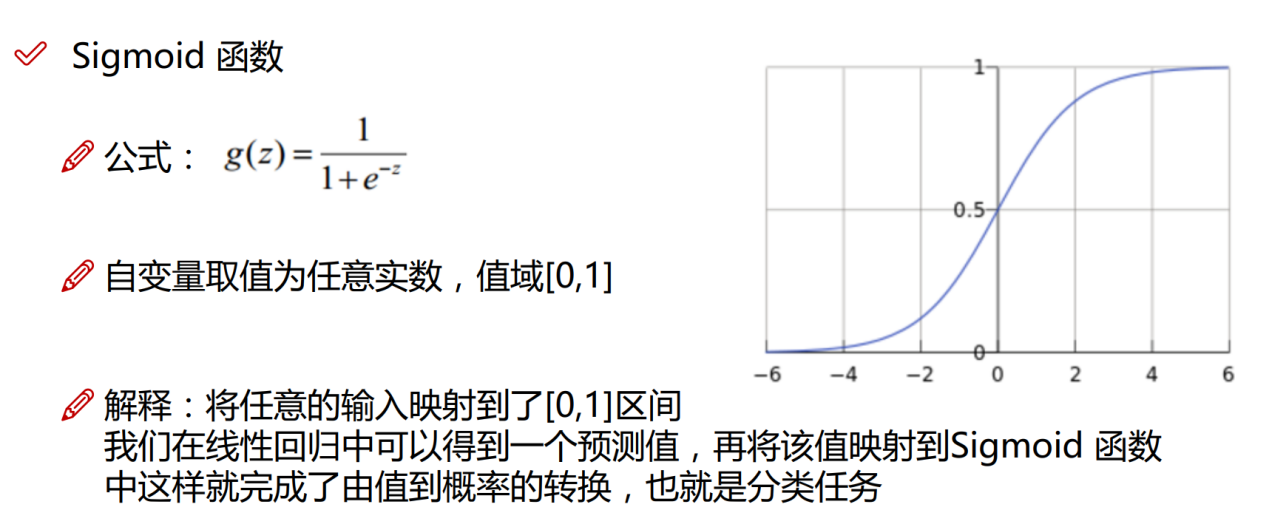 Sigmoid 函数
公式： g(z)=1/(1+e^{-z})
自变量取值为任意实数，值域[0,1]
解释：将任意的输入映射到了[0,1]区间
我们在线性回归中可以得到一个预测值，再将该值映射到Sigmoid 函数
中这样就完成了由值到概率的转换，也就是分类任务
1
0.5
0
−6 −4 −2 0 2 4 6